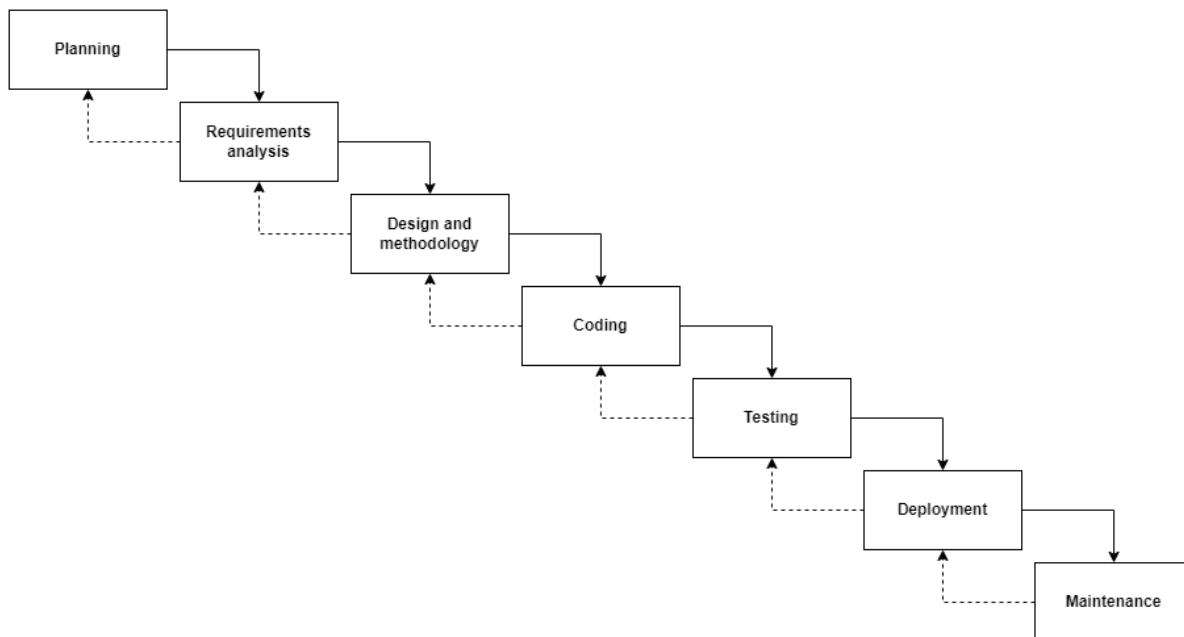 Planning
Requirements
analysis
Design and
methodology
Coding
Testing
Deployment
Maintenance